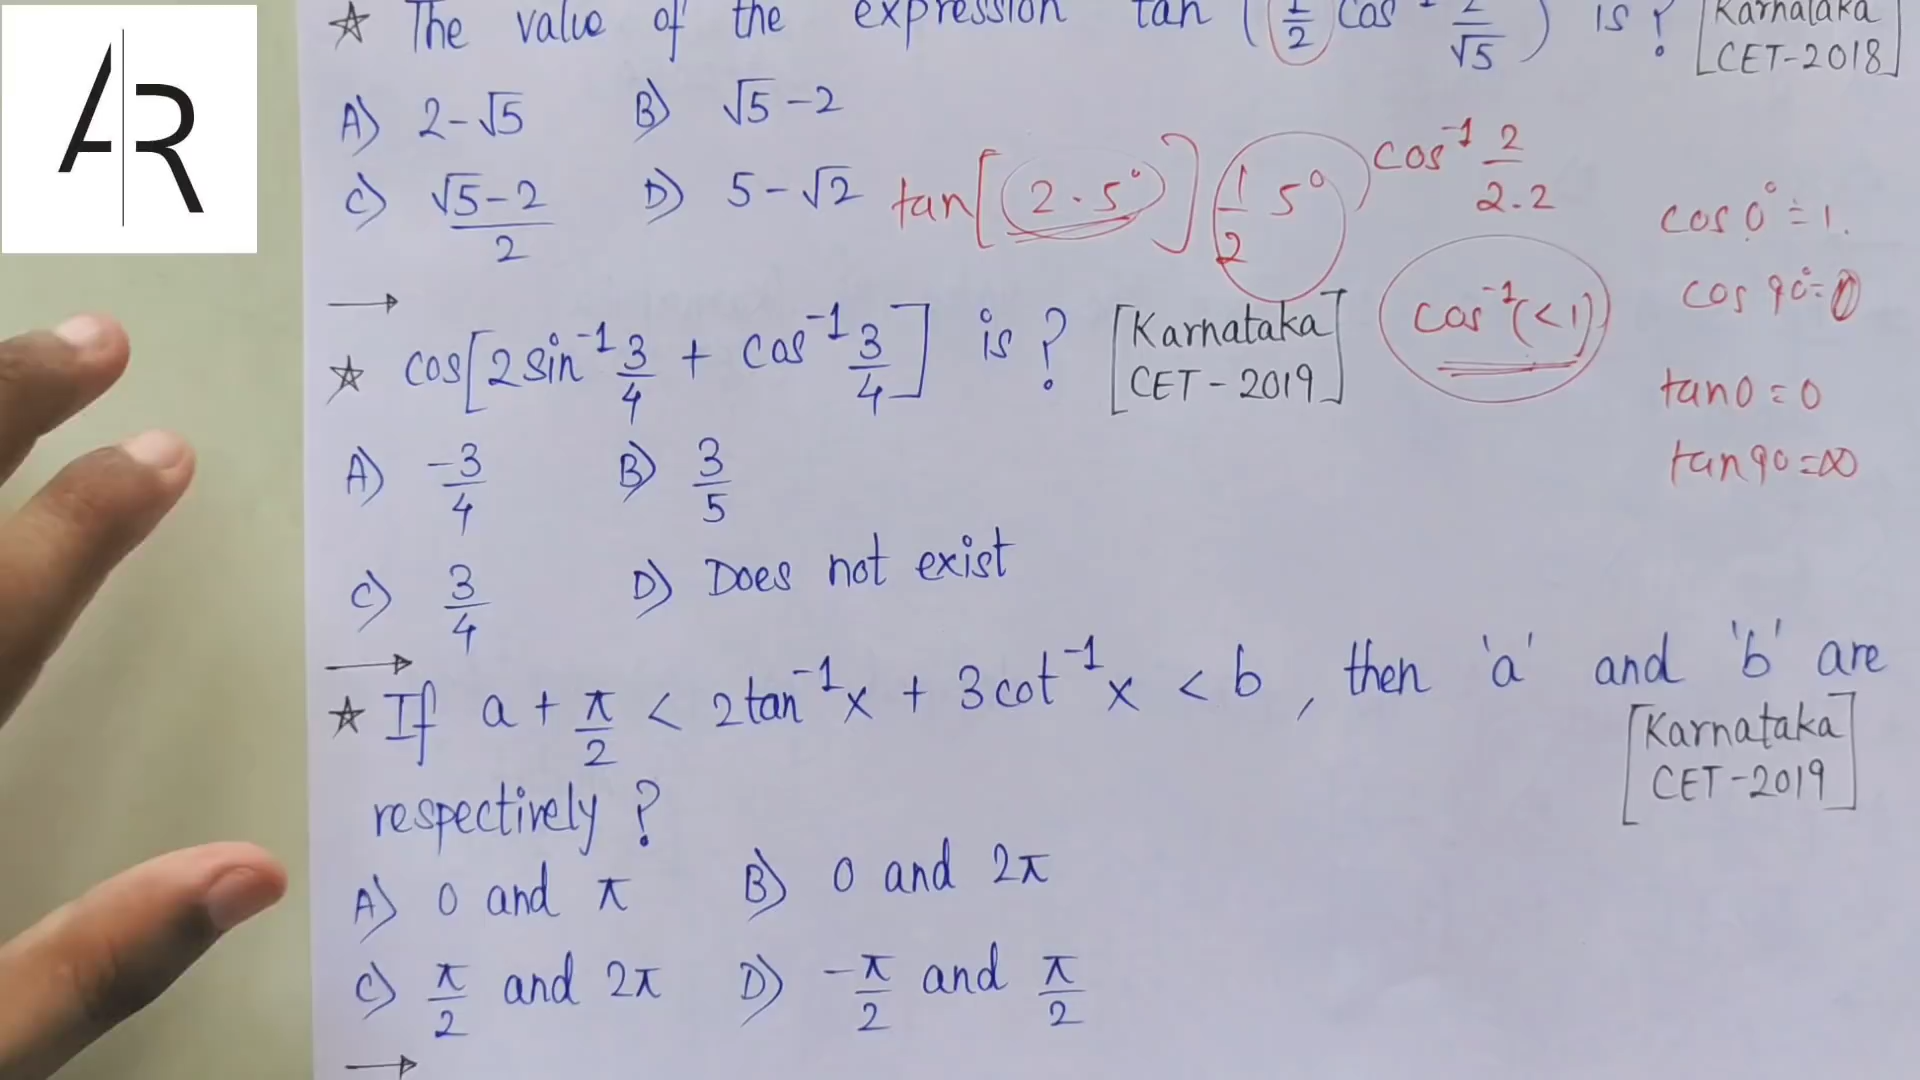 AR
☆ The value of the expression tan (1/2 cos⁻¹ 2/√5) is ? [Karnataka CET-2018]
A) 2-√5 B) √5-2
C) (√5-2)/2 D) 5-√2
tan[2.5°] 1/2 5° cos⁻¹ 2/2.2
cos 0° = 1.
cos 90° = 0
cos⁻¹(<1)
tan 0 = 0
tan 90 = ∞
→
☆ cos[2 sin⁻¹ 3/4 + cos⁻¹ 3/4] is ? [Karnataka CET - 2019]
A) -3/4 B) 3/5
C) 3/4 D) Does not exist
→
☆ If a + π/2 < 2tan⁻¹x + 3cot⁻¹x < b, then 'a' and 'b' are
respectively ? [Karnataka CET-2019]
A) 0 and π B) 0 and 2π
C) π/2 and 2π D) -π/2 and π/2
→